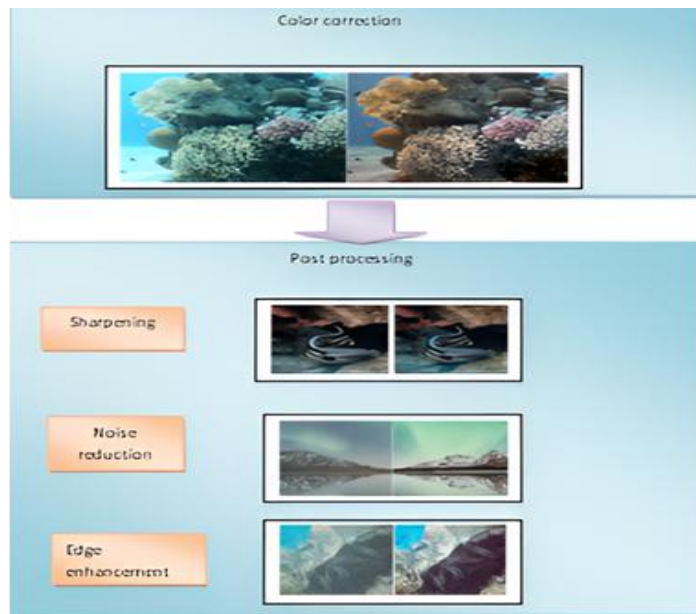 Color correction
Post processing
Sharpening
Noise
reduction
Edge
enhancement